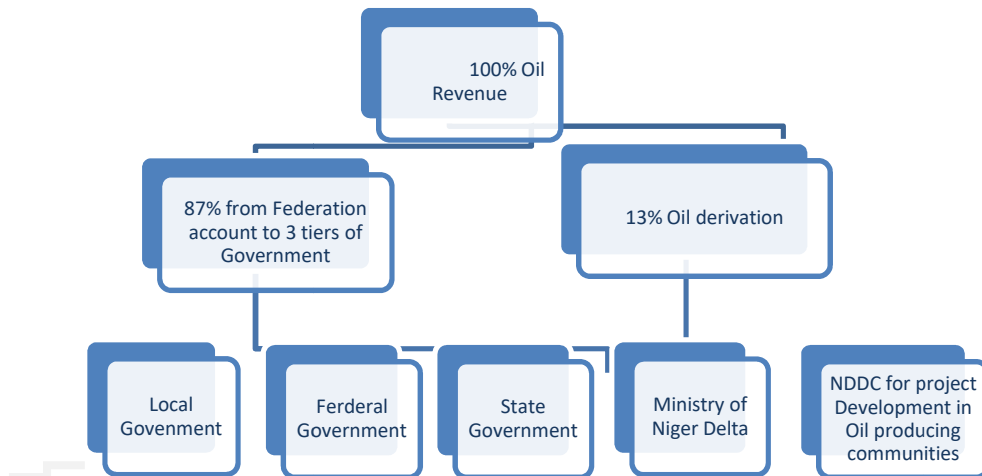 100% Oil
Revenue
87% from Federation
account to 3 tiers of
Government
13% Oil derivation
Local
Govenment
Ferderal
Government
State
Government
Ministry of
Niger Delta
NDDC for project
Development in
Oil producing
communities